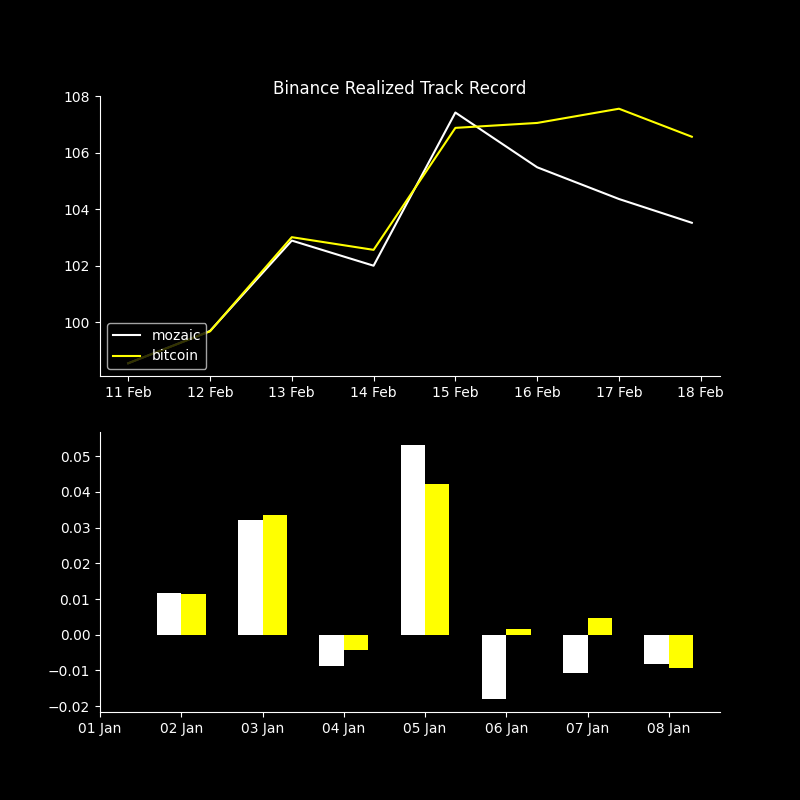 Binance Realized Track Record
108
106
104
102
100
mozaic
bitcoin
11 Feb 12 Feb 13 Feb 14 Feb 15 Feb 16 Feb 17 Feb 18 Feb
0.05
0.04
0.03
0.02
0.01
0.00
−0.01
−0.02
01 Jan 02 Jan 03 Jan 04 Jan 05 Jan 06 Jan 07 Jan 08 Jan